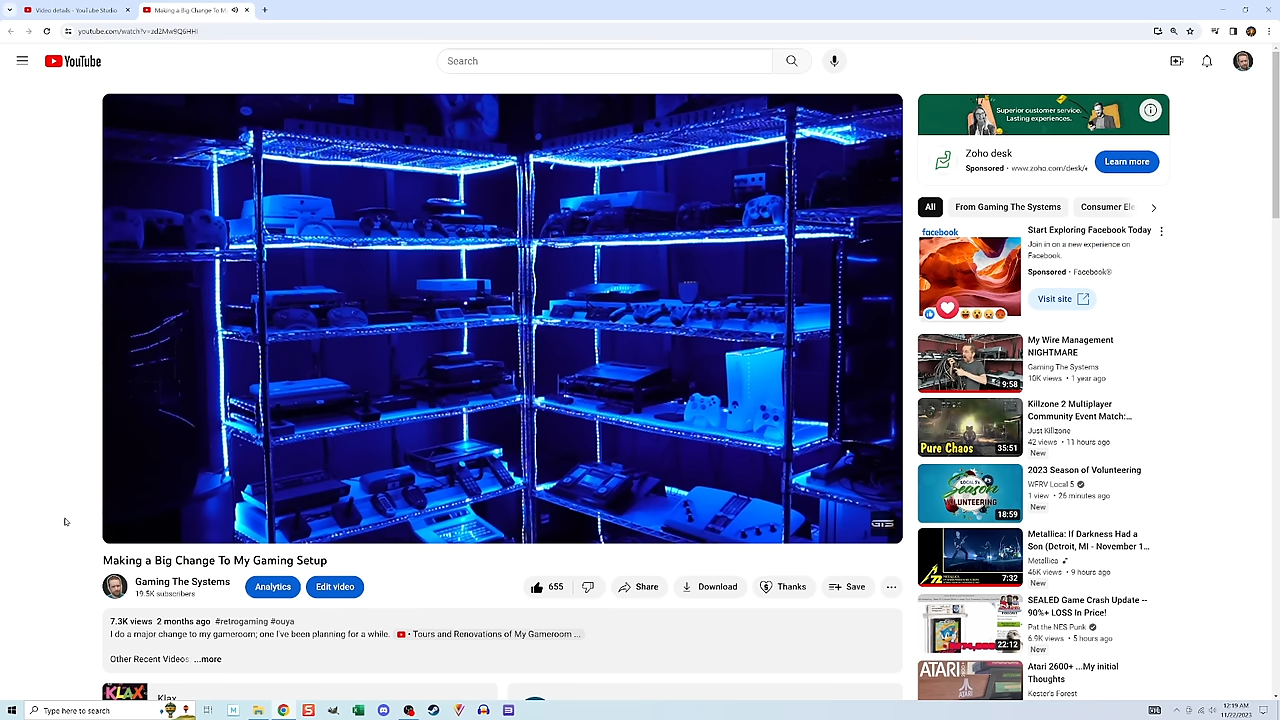 Video details - YouTube Studio
Making a Big Change To M
youtube.com/watch?v=zd2Mw9Q6HHI
YouTube
Search
Superior customer service.
Lasting experiences.
Zoho desk
Sponsored · www.zoho.com/desk/
Learn more
All
From Gaming The Systems
Consumer Ele
facebook
Start Exploring Facebook Today
Join in on a new experience on
Facebook.
Sponsored · Facebook®
Visit site
My Wire Management
NIGHTMARE
Gaming The Systems
10K views · 1 year ago
9:58
Killzone 2 Multiplayer
Community Event Match:...
Just Killzone
42 views · 11 hours ago
New
Pure Chaos
35:51
2023 Season of Volunteering
WFRV Local 5
1 view · 26 minutes ago
New
LOCAL 5's
Season
of
VOLUNTEERING
18:59
Metallica: If Darkness Had a
Son (Detroit, MI - November 1...
Metallica
46K views · 9 hours ago
New
7:32
SEALED Game Crash Update --
90%+ LOSS In Price!
Pat the NES Punk
6.9K views · 5 hours ago
New
22:12
Atari 2600+ ...My initial
Thoughts
Kester's Forest
ATARI
GTS
Making a Big Change To My Gaming Setup
Gaming The Systems
19.5K subscribers
Analytics
Edit video
655
Share
Download
Thanks
Save
7.3K views 2 months ago #retrogaming #ouya
I do a major change to my gameroom; one I've been planning for a while. • Tours and Renovations of My Gameroom ...
Other Recent Videos: ...more
KLAX
Klax
Type here to search
12:19 AM
11/22/2023